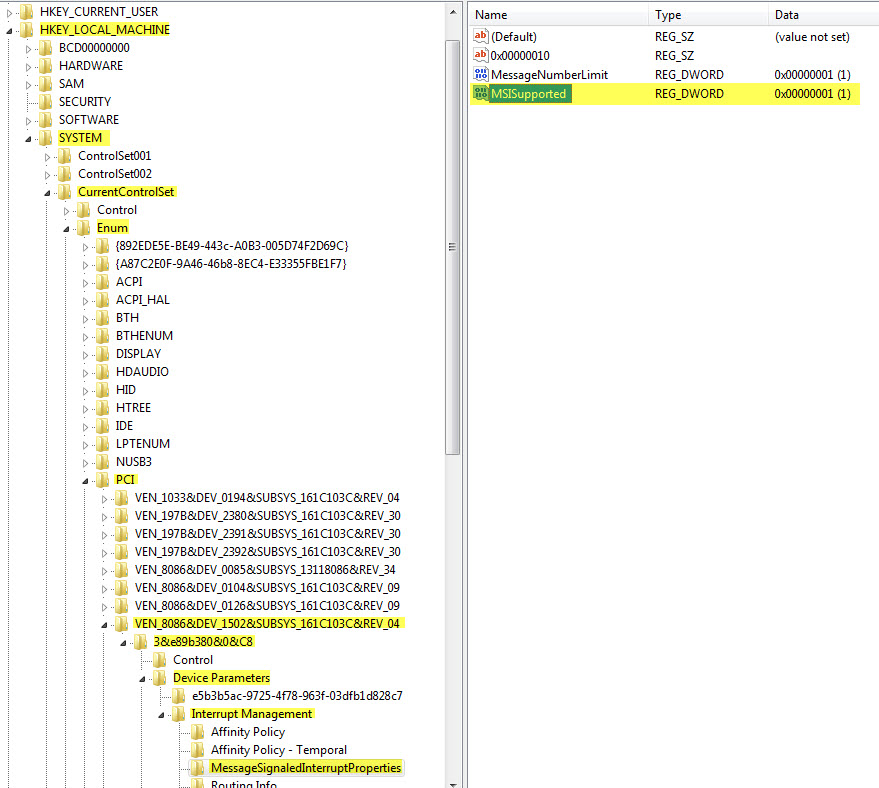 HKEY_CURRENT_USER
HKEY_LOCAL_MACHINE
BCD00000000
HARDWARE
SAM
SECURITY
SOFTWARE
SYSTEM
ControlSet001
ControlSet002
CurrentControlSet
Control
Enum
{892EDE5E-BE49-443c-A0B3-005D74F2D69C}
{A87C2E0F-9A46-46b8-8EC4-E33355FBE1F7}
ACPI
ACPI_HAL
BTH
BTHENUM
DISPLAY
HDAUDIO
HID
HTREE
IDE
LPTENUM
NUSB3
PCI
VEN_1033&DEV_0194&SUBSYS_161C103C&REV_04
VEN_197B&DEV_2380&SUBSYS_161C103C&REV_30
VEN_197B&DEV_2391&SUBSYS_161C103C&REV_30
VEN_197B&DEV_2392&SUBSYS_161C103C&REV_30
VEN_8086&DEV_0085&SUBSYS_13118086&REV_34
VEN_8086&DEV_0104&SUBSYS_161C103C&REV_09
VEN_8086&DEV_0126&SUBSYS_161C103C&REV_09
VEN_8086&DEV_1502&SUBSYS_161C103C&REV_04
3&e89b380&0&C8
Control
Device Parameters
e5b3b5ac-9725-4f78-963f-03dfb1d828c7
Interrupt Management
Affinity Policy
Affinity Policy - Temporal
MessageSignaledInterruptProperties
Routing Info
Name Type Data
(Default) REG_SZ (value not set)
0x00000010 REG_SZ
MessageNumberLimit REG_DWORD 0x00000001 (1)
MSISupported REG_DWORD 0x00000001 (1)